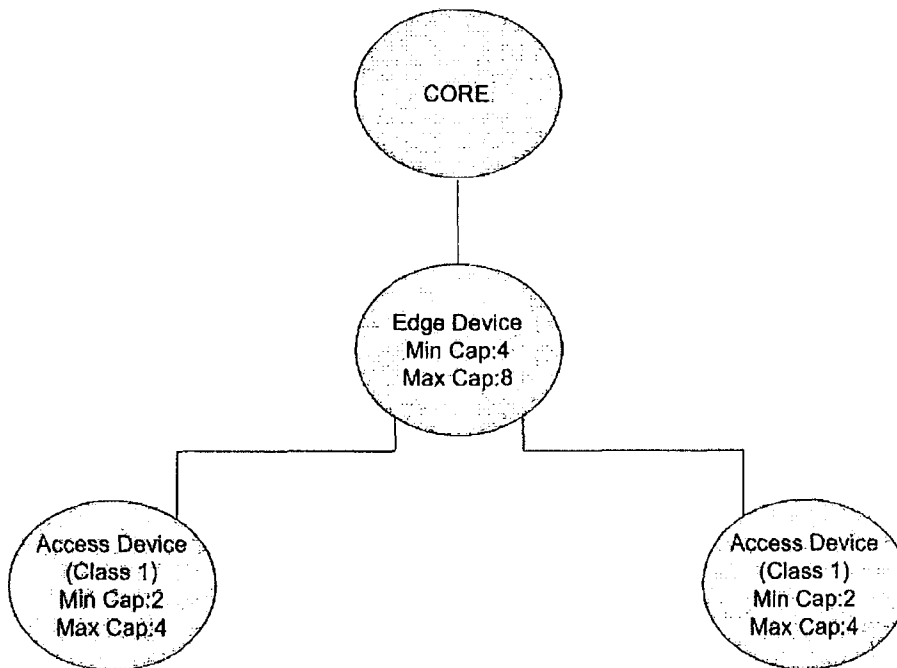 CORE
Edge Device
Min Cap:4
Max Cap:8
Access Device
(Class 1)
Min Cap:2
Max Cap:4
Access Device
(Class 1)
Min Cap:2
Max Cap:4